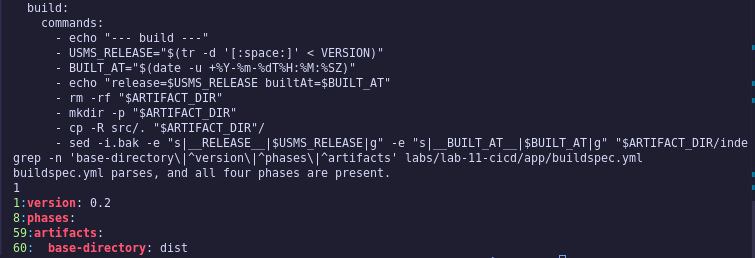 build:
    commands:
      - echo "--- build ---"
      - USMS_RELEASE="$(tr -d '[:space:]' < VERSION)"
      - BUILT_AT="$(date -u +%Y-%m-%dT%H:%M:%SZ)"
      - echo "release=$USMS_RELEASE builtAt=$BUILT_AT"
      - rm -rf "$ARTIFACT_DIR"
      - mkdir -p "$ARTIFACT_DIR"
      - cp -R src/. "$ARTIFACT_DIR"/
      - sed -i.bak -e "s|__RELEASE__|$USMS_RELEASE|g" -e "s|__BUILT_AT__|$BUILT_AT|g" "$ARTIFACT_DIR/inde
grep -n 'base-directory\|^version\|^phases\|^artifacts' labs/lab-11-cicd/app/buildspec.yml
buildspec.yml parses, and all four phases are present.
1
1:version: 0.2
8:phases:
59:artifacts:
60:  base-directory: dist